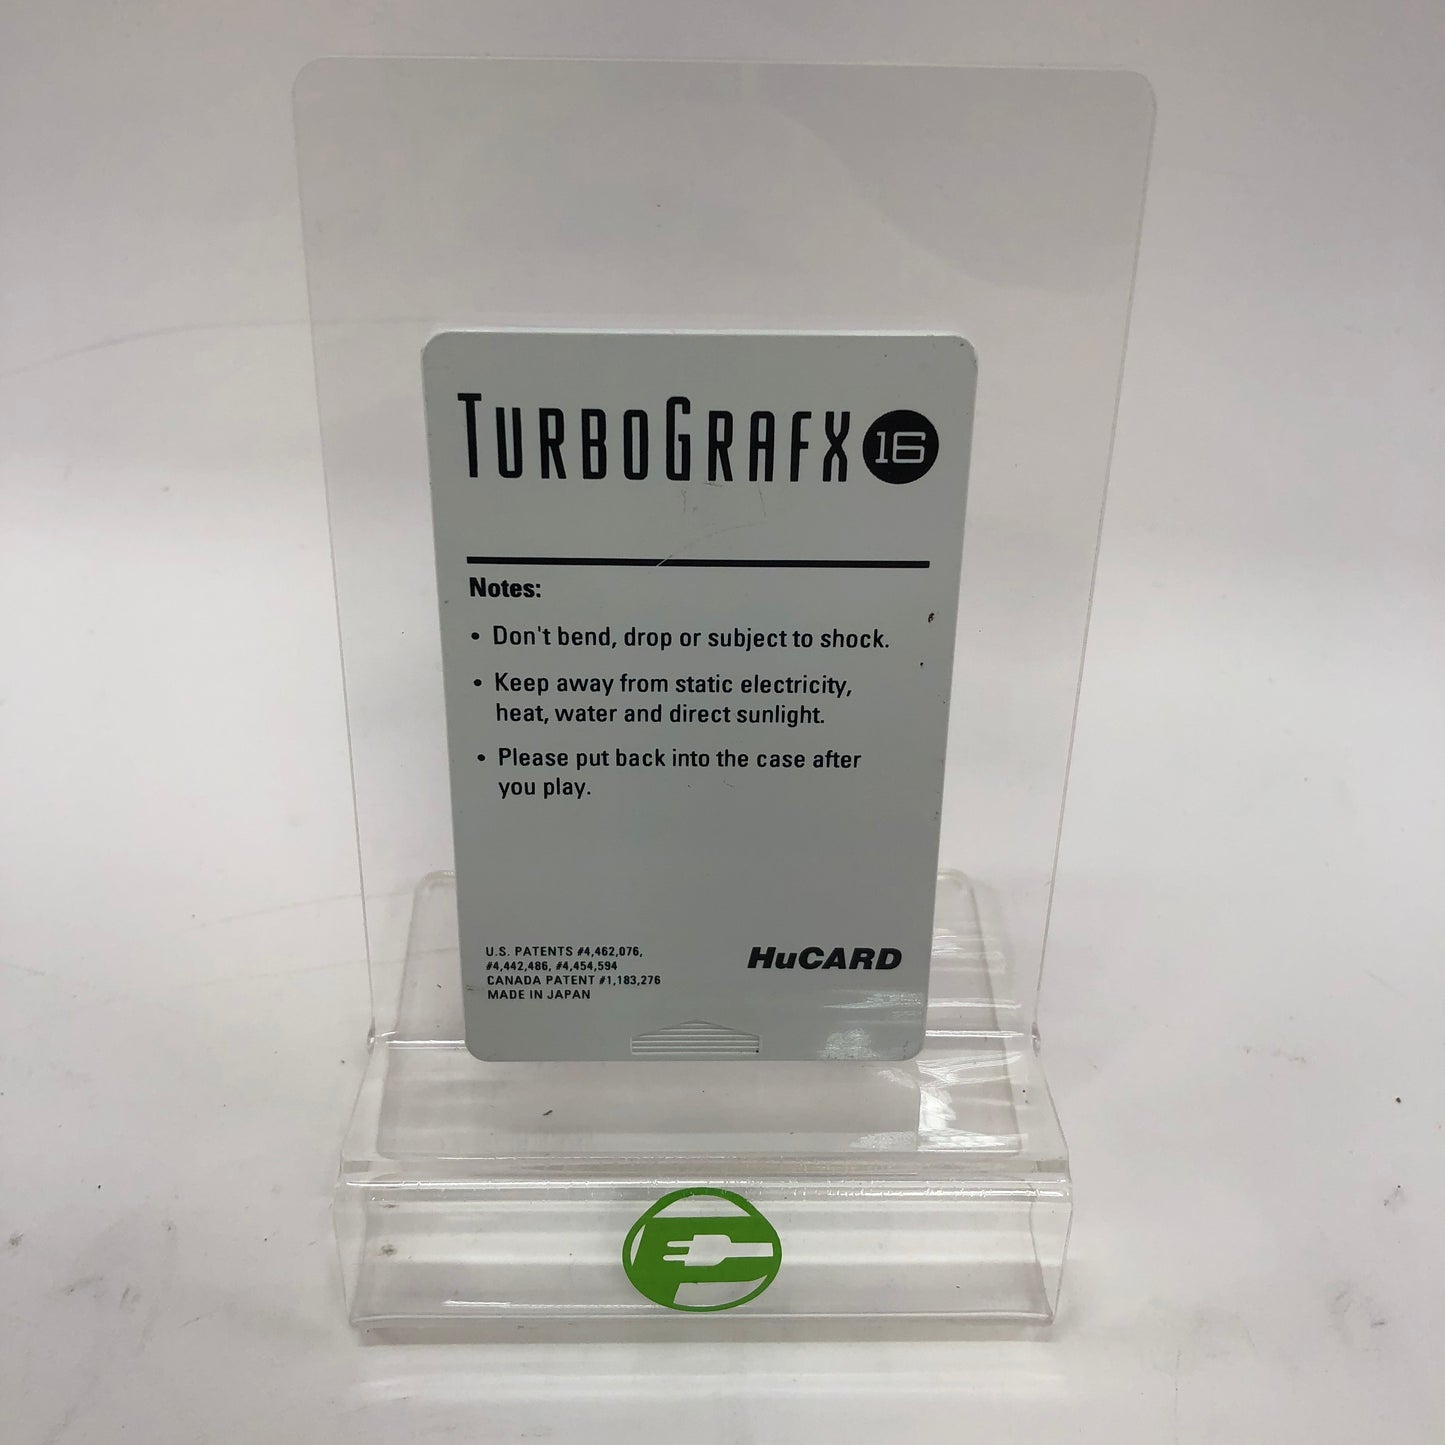 TURBOGRAFX 16
Notes:
• Don't bend, drop or subject to shock.
• Keep away from static electricity,
heat, water and direct sunlight.
• Please put back into the case after
you play.
U.S. PATENTS #4,462,076,
#4,442,486, #4,454,594
CANADA PATENT #1,183,276
MADE IN JAPAN
HuCARD